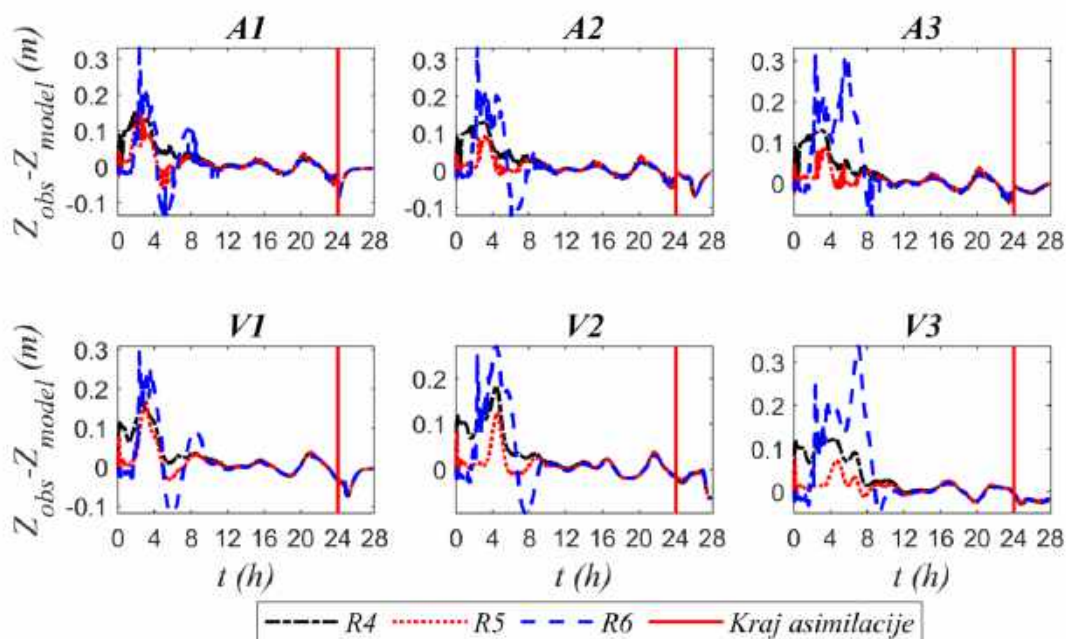 A1 A2 A3
Z_obs-Z_model (m)
0.3 0.3 0.3
0.2 0.2 0.2
0.1 0.1 0.1
0 0 0
-0.1 -0.1
0 4 8 12 16 20 24 28 0 4 8 12 16 20 24 28 0 4 8 12 16 20 24 28
V1 V2 V3
Z_obs-Z_model (m)
0.3 0.3
0.2 0.2 0.2
0.1 0.1 0.1
0 0 0
-0.1
0 4 8 12 16 20 24 28 0 4 8 12 16 20 24 28 0 4 8 12 16 20 24 28
t (h) t (h) t (h)
R4 R5 R6 Kraj asimilacije